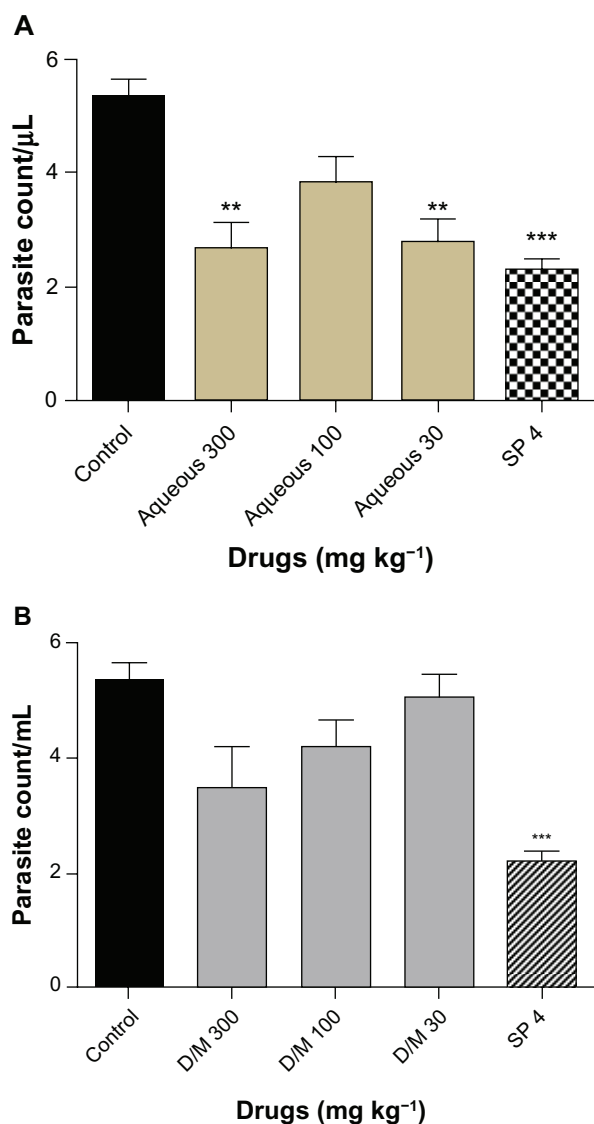 A
6
4
2
0
Parasite count/μL
**
**
***
Control
Aqueous 300
Aqueous 100
Aqueous 30
SP 4
Drugs (mg kg⁻¹)
B
6
4
2
0
Parasite count/mL
***
Control
D/M 300
D/M 100
D/M 30
SP 4
Drugs (mg kg⁻¹)